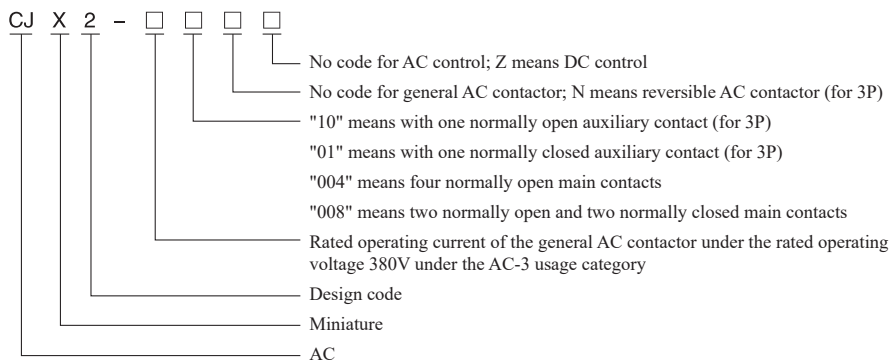 CJ X 2 - □ □ □ □
No code for AC control; Z means DC control
No code for general AC contactor; N means reversible AC contactor (for 3P)
"10" means with one normally open auxiliary contact (for 3P)
"01" means with one normally closed auxiliary contact (for 3P)
"004" means four normally open main contacts
"008" means two normally open and two normally closed main contacts
Rated operating current of the general AC contactor under the rated operating
voltage 380V under the AC-3 usage category
Design code
Miniature
AC